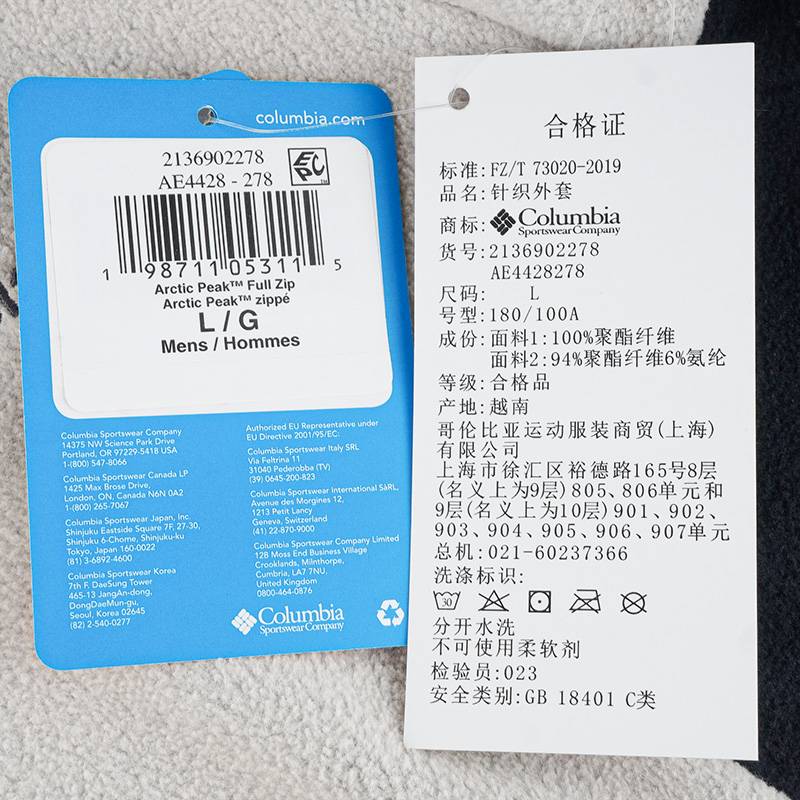 columbia.com
2136902278
AE4428 - 278
EPC™
1 98711 05311 5
Arctic Peak™ Full Zip
Arctic Peak™ zippé
L / G
Mens / Hommes
Columbia Sportswear Company
14375 NW Science Park Drive
Portland, OR 97229-5418 USA
1-(800) 547-8066
Columbia Sportswear Canada LP
1425 Max Brose Drive,
London, ON, Canada N6N 0A2
1-(800) 265-7067
Columbia Sportswear Japan, Inc.
Shinjuku Eastside Square 7F, 27-30,
Shinjuku 6-Chome, Shinjuku-ku
Tokyo, Japan 160-0022
(81) 3-6892-4600
Columbia Sportswear Korea
7th F. DaeSung Tower
465-13 JangAn-dong,
DongDaeMun-gu,
Seoul, Korea 02645
(82) 2-540-0277
Authorized EU Representative under
EU Directive 2001/95/EC:
Columbia Sportswear Italy SRL
Via Feltrina 11
31040 Pederobba (TV)
(39) 0645-200-823
Columbia Sportswear International SàRL,
Avenue des Morgines 12,
1213 Petit Lancy
Geneva, Switzerland
(41) 22-870-9000
Columbia Sportswear Company Limited
12B Moss End Business Village
Crooklands, Milnthorpe,
Cumbria, LA7 7NU,
United Kingdom
0800-464-0876
Columbia
Sportswear Company
合格证
标准:FZ/T 73020-2019
品名:针织外套
商标: Columbia
Sportswear Company
货号:2136902278
AE4428278
尺码: L
号型:180/100A
成份:面料1:100%聚酯纤维
面料2:94%聚酯纤维6%氨纶
等级:合格品
产地:越南
哥伦比亚运动服装商贸(上海)
有限公司
上海市徐汇区裕德路165号8层
(名义上为9层)805、806单元和
9层(名义上为10层)901、902、
903、904、905、906、907单元
总机:021-60237366
洗涤标识:
30
分开水洗
不可使用柔软剂
检验员:023
安全类别:GB 18401 C类